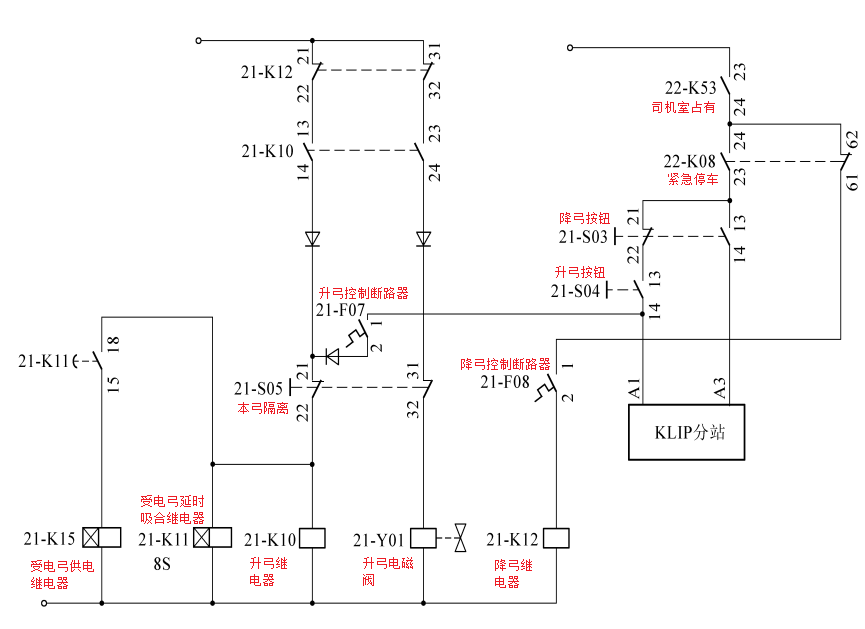 21-K12
21
22
31
32
21-K10
13
14
23
24
22-K53
司机室占有
23
24
22-K08
紧急停车
24
23
62
61
降弓按钮
21-S03
21
22
13
14
升弓按钮
21-S04
13
14
升弓控制断路器
21-F07
1
2
21-K11
18
15
21-S05
本弓隔离
21
22
31
32
降弓控制断路器
21-F08
1
2
A1
A3
KLIP分站
21-K15
受电弓供电
继电器
受电弓延时
吸合继电器
21-K11
8S
21-K10
升弓继
电器
21-Y01
升弓电磁
阀
21-K12
降弓继
电器